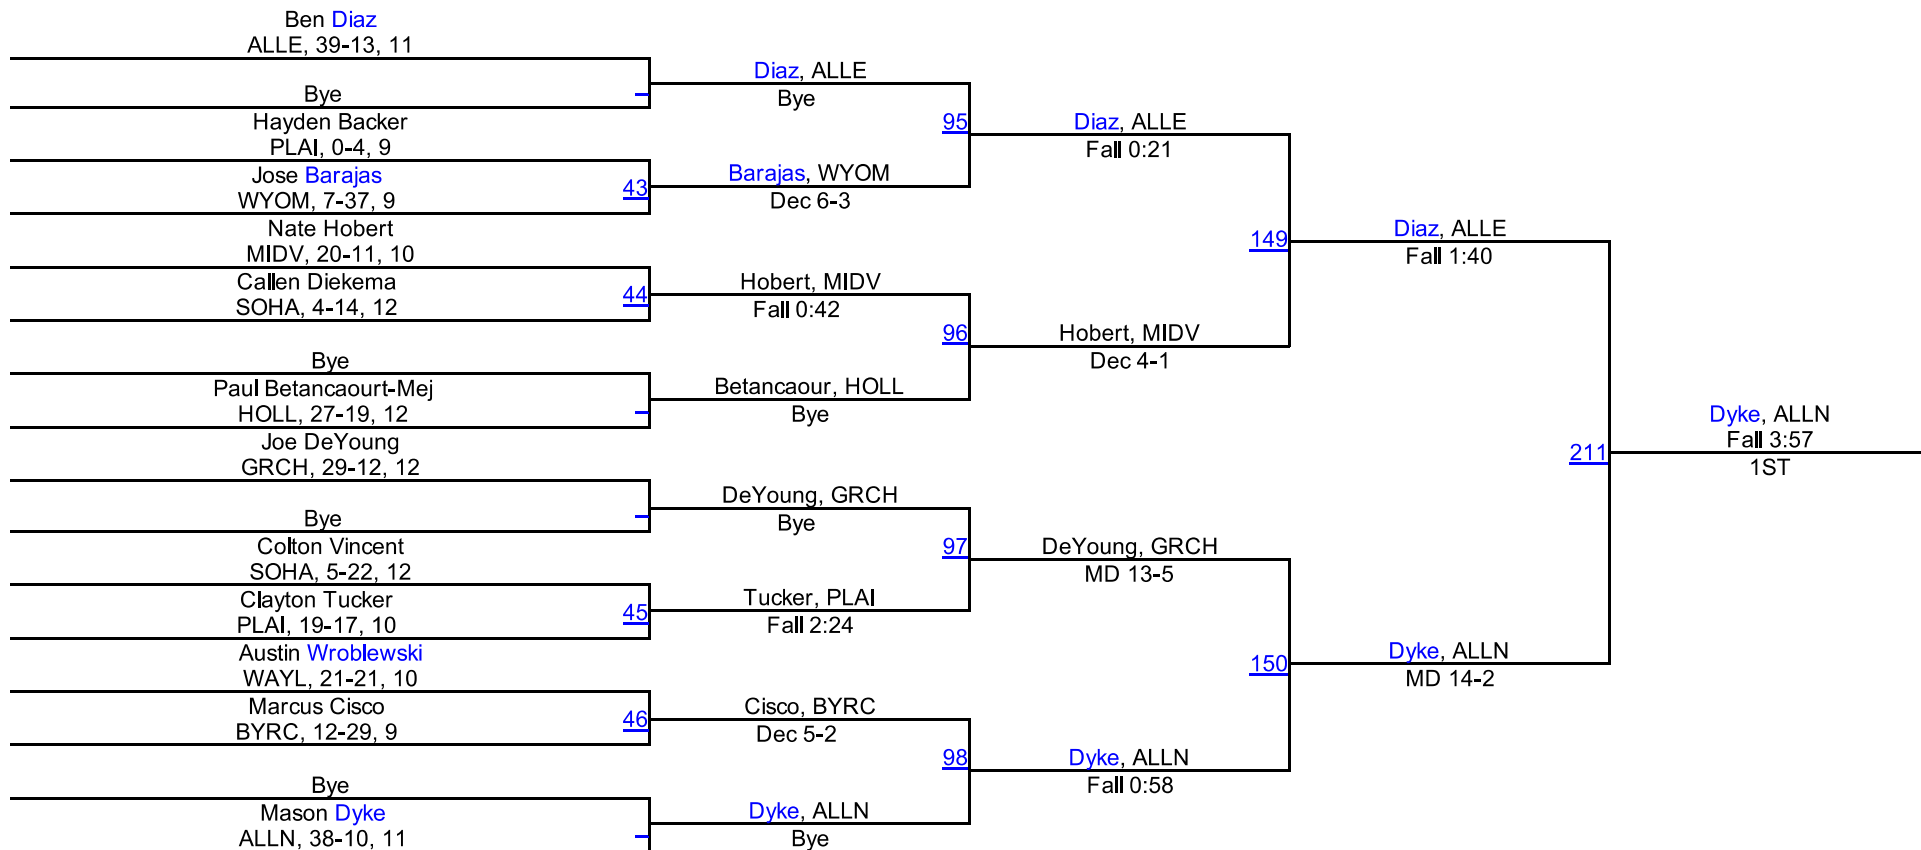 Ben Diaz
ALLE, 39-13, 11
Bye
Hayden Backer
PLAI, 0-4, 9
Jose Barajas
WYOM, 7-37, 9
43
Nate Hobert
MIDV, 20-11, 10
Callen Diekema
SOHA, 4-14, 12
44
Bye
Paul Betancaourt-Mej
HOLL, 27-19, 12
Joe DeYoung
GRCH, 29-12, 12
Bye
Colton Vincent
SOHA, 5-22, 12
Clayton Tucker
PLAI, 19-17, 10
45
Austin Wroblewski
WAYL, 21-21, 10
Marcus Cisco
BYRC, 12-29, 9
46
Bye
Mason Dyke
ALLN, 38-10, 11
Diaz, ALLE
Bye
95
Barajas, WYOM
Dec 6-3
Hobert, MIDV
Fall 0:42
96
Betancaour, HOLL
Bye
DeYoung, GRCH
Bye
97
Tucker, PLAI
Fall 2:24
Cisco, BYRC
Dec 5-2
98
Dyke, ALLN
Bye
Diaz, ALLE
Fall 0:21
149
Hobert, MIDV
Dec 4-1
DeYoung, GRCH
MD 13-5
150
Dyke, ALLN
Fall 0:58
Diaz, ALLE
Fall 1:40
211
Dyke, ALLN
MD 14-2
Dyke, ALLN
Fall 3:57
1ST